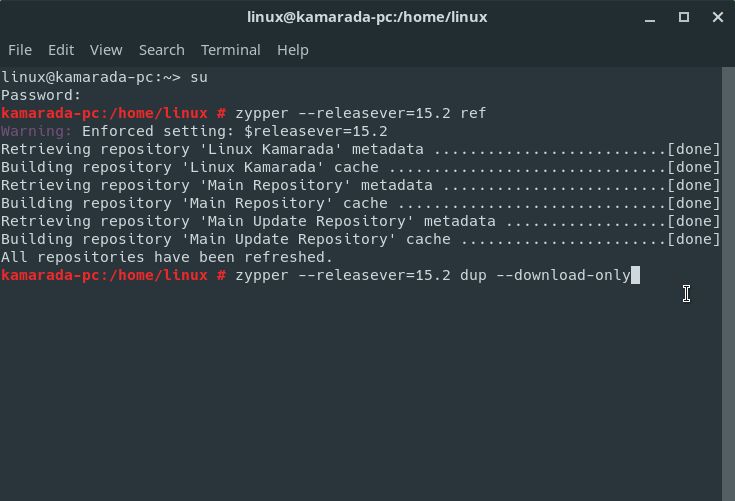 linux@kamarada-pc:/home/linux
File Edit View Search Terminal Help
linux@kamarada-pc:~> su
Password:
kamarada-pc:/home/linux # zypper --releasever=15.2 ref
Warning: Enforced setting: $releasever=15.2
Retrieving repository 'Linux Kamarada' metadata ..........................[done]
Building repository 'Linux Kamarada' cache ...............................[done]
Retrieving repository 'Main Repository' metadata .........................[done]
Building repository 'Main Repository' cache ..............................[done]
Retrieving repository 'Main Update Repository' metadata ..................[done]
Building repository 'Main Update Repository' cache .......................[done]
All repositories have been refreshed.
kamarada-pc:/home/linux # zypper --releasever=15.2 dup --download-only